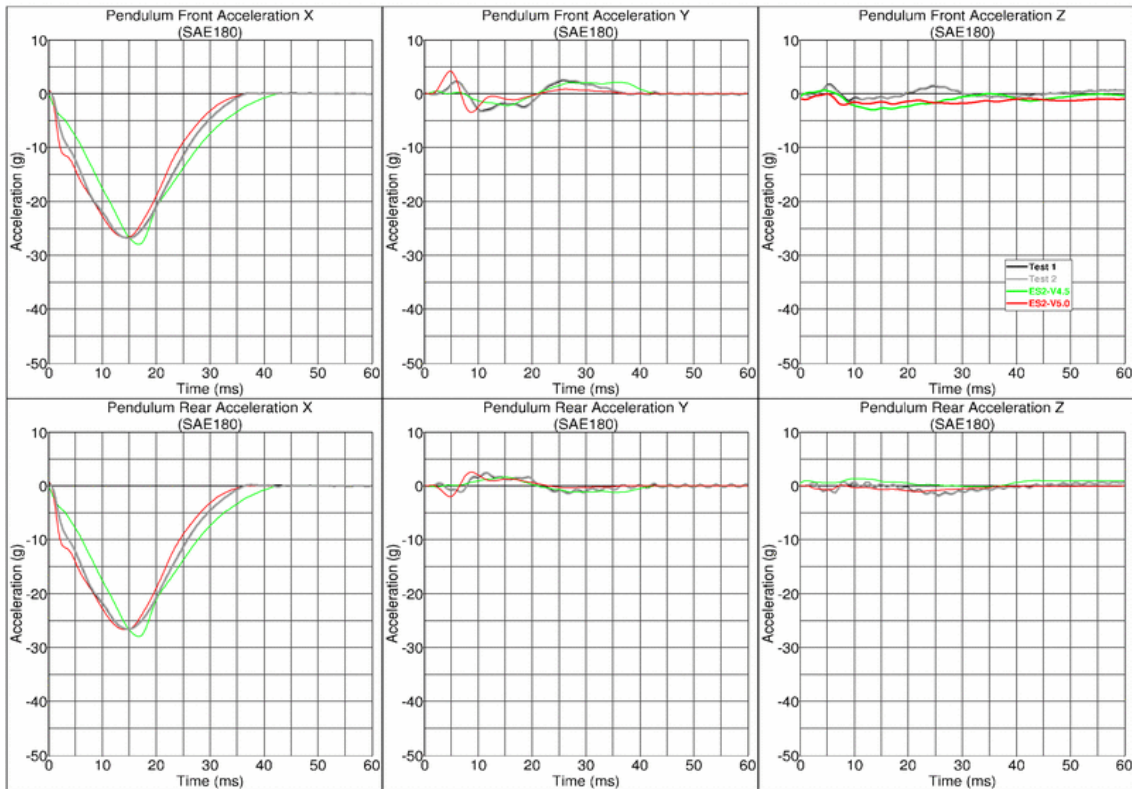 Pendulum Front Acceleration X
(SAE180)
10
0
-10
-20
-30
-40
-50
Acceleration (g)
0 10 20 30 40 50 60
Time (ms)
Pendulum Front Acceleration Y
(SAE180)
10
0
-10
-20
-30
-40
-50
Acceleration (g)
0 10 20 30 40 50 60
Time (ms)
Pendulum Front Acceleration Z
(SAE180)
10
0
-10
-20
-30
-40
-50
Acceleration (g)
Test 1
Test 2
ES2-V4.5
ES2-V5.0
0 10 20 30 40 50 60
Time (ms)
Pendulum Rear Acceleration X
(SAE180)
10
0
-10
-20
-30
-40
-50
Acceleration (g)
0 10 20 30 40 50 60
Time (ms)
Pendulum Rear Acceleration Y
(SAE180)
10
0
-10
-20
-30
-40
-50
Acceleration (g)
0 10 20 30 40 50 60
Time (ms)
Pendulum Rear Acceleration Z
(SAE180)
10
0
-10
-20
-30
-40
-50
Acceleration (g)
0 10 20 30 40 50 60
Time (ms)